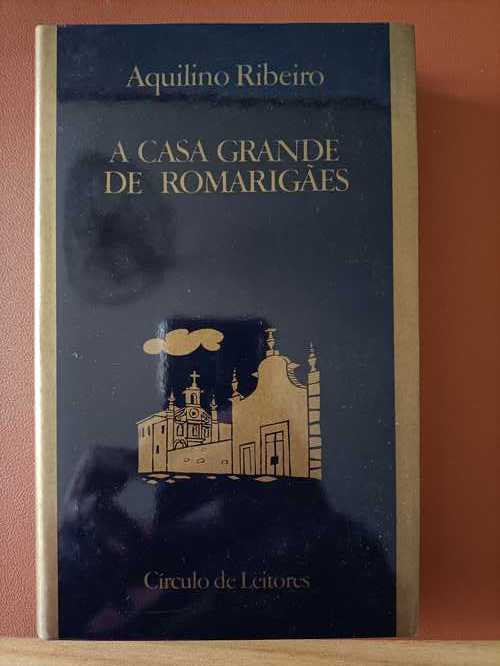 Aquilino Ribeiro
A CASA GRANDE
DE ROMARIGÃES
Círculo de Leitores